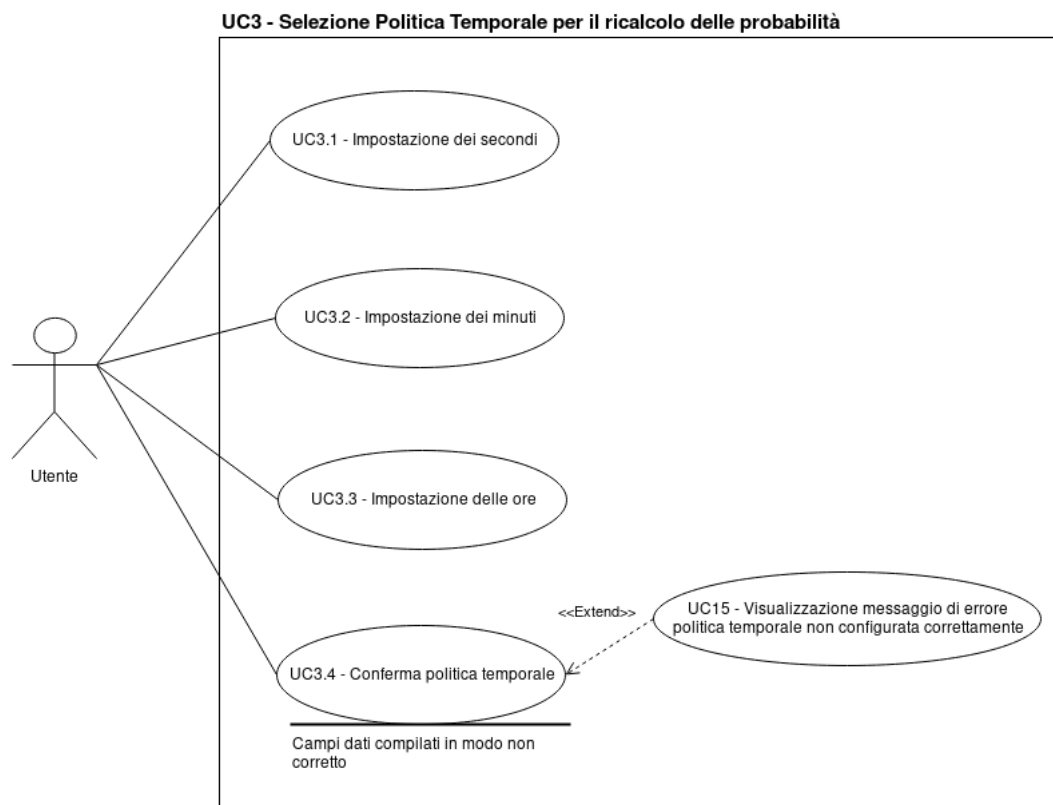 UC3 - Selezione Politica Temporale per il ricalcolo delle probabilità
UC3.1 - Impostazione dei secondi
UC3.2 - Impostazione dei minuti
Utente
UC3.3 - Impostazione delle ore
<<Extend>>
UC15 - Visualizzazione messaggio di errore
politica temporale non configurata correttamente
UC3.4 - Conferma politica temporale
Campi dati compilati in modo non
corretto